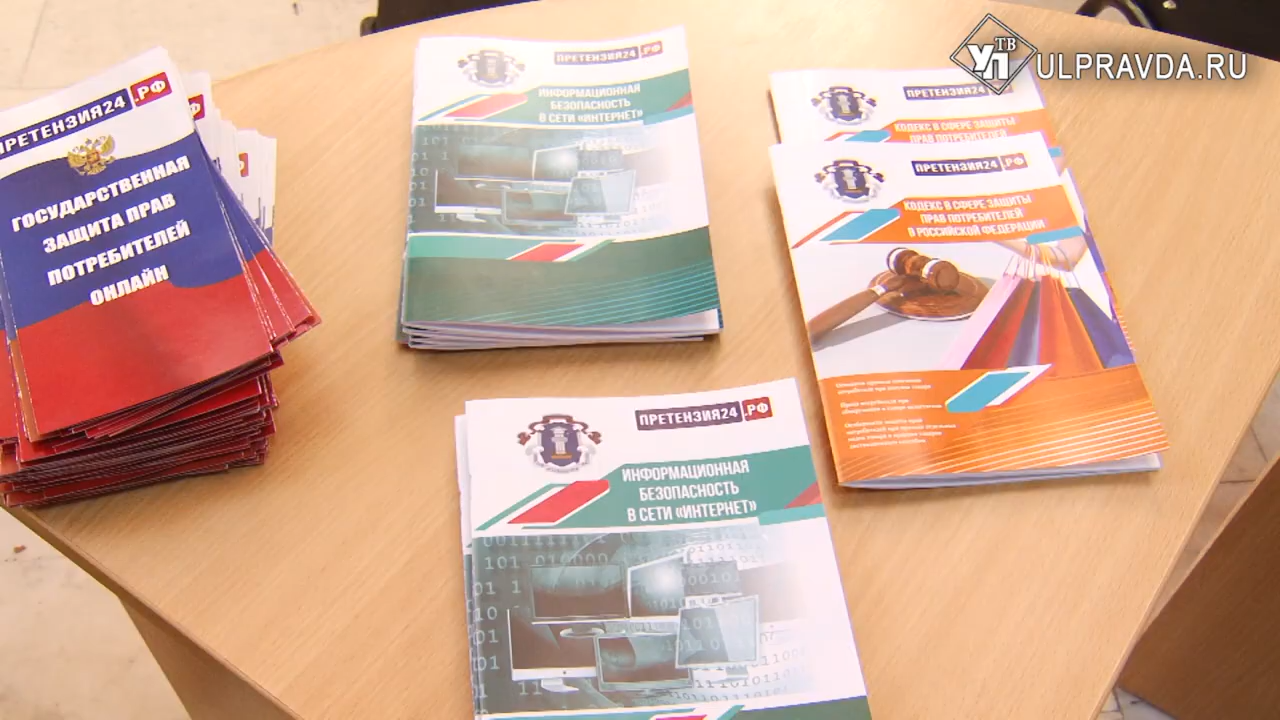 ТВ
УП
ULPRAVDA.RU
ПРЕТЕНЗИЯ24.РФ
ГОСУДАРСТВЕННАЯ
ЗАЩИТА ПРАВ
ПОТРЕБИТЕЛЕЙ
ОНЛАЙН
.РФ
ПРЕТЕНЗИЯ24.РФ
ИНФОРМАЦИОННАЯ
БЕЗОПАСНОСТЬ
В СЕТИ «ИНТЕРНЕТ»
ПРЕТЕНЗИЯ24
КОДЕКС В СФЕРЕ ЗАЩИТЫ
ПРАВ ПОТРЕБИТЕЛЕЙ
ПРЕТЕНЗИЯ24.РФ
КОДЕКС В СФЕРЕ ЗАЩИТЫ
ПРАВ ПОТРЕБИТЕЛЕЙ
В РОССИЙСКОЙ ФЕДЕРАЦИИ
ПРЕТЕНЗИЯ24.РФ
ИНФОРМАЦИОННАЯ
БЕЗОПАСНОСТЬ
В СЕТИ «ИНТЕРНЕТ»